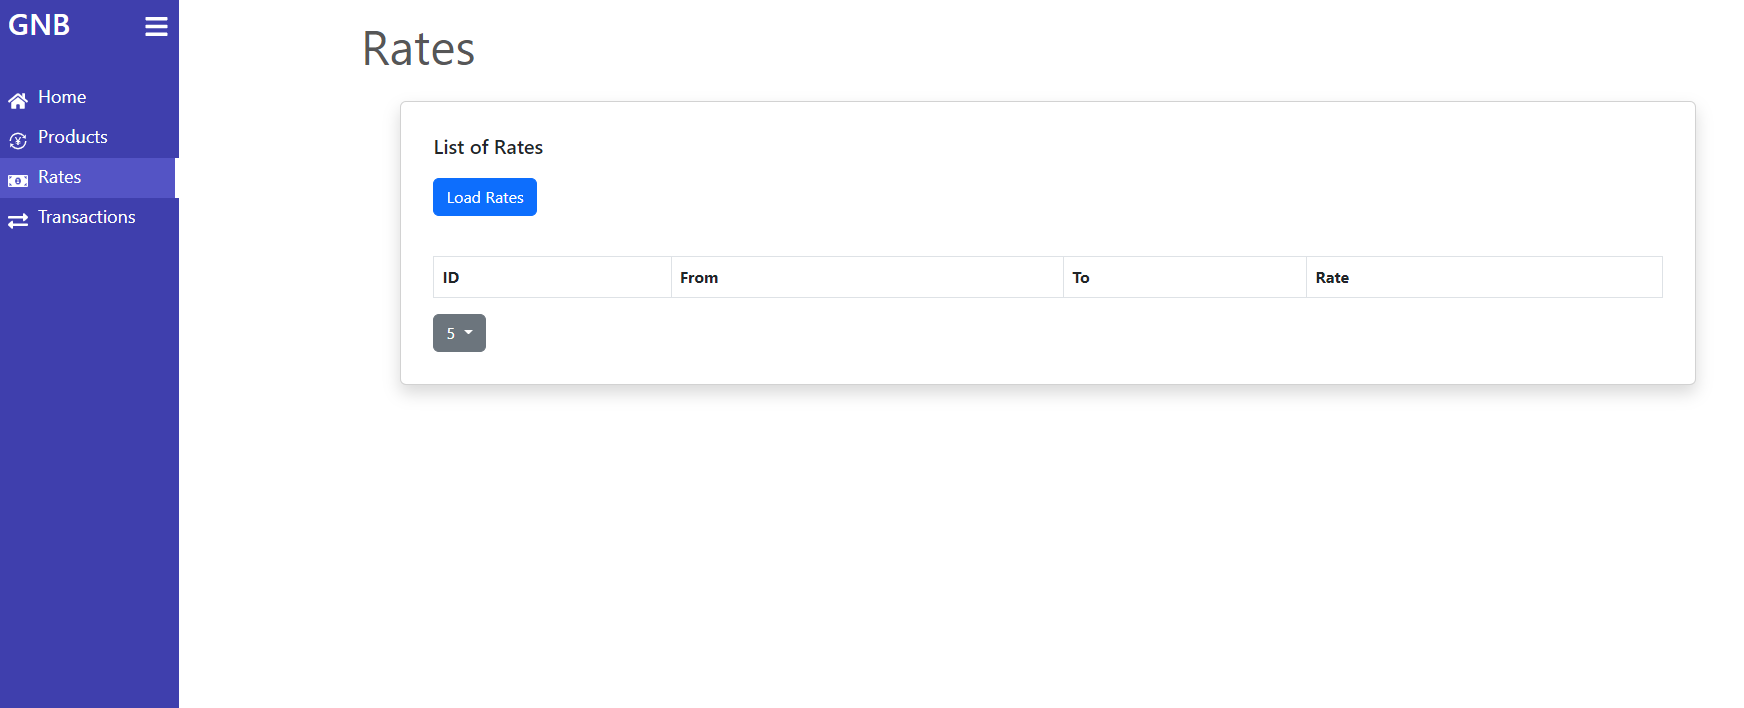 GNB
Home
Products
Rates
Transactions
Rates
List of Rates
Load Rates
ID From To Rate
5